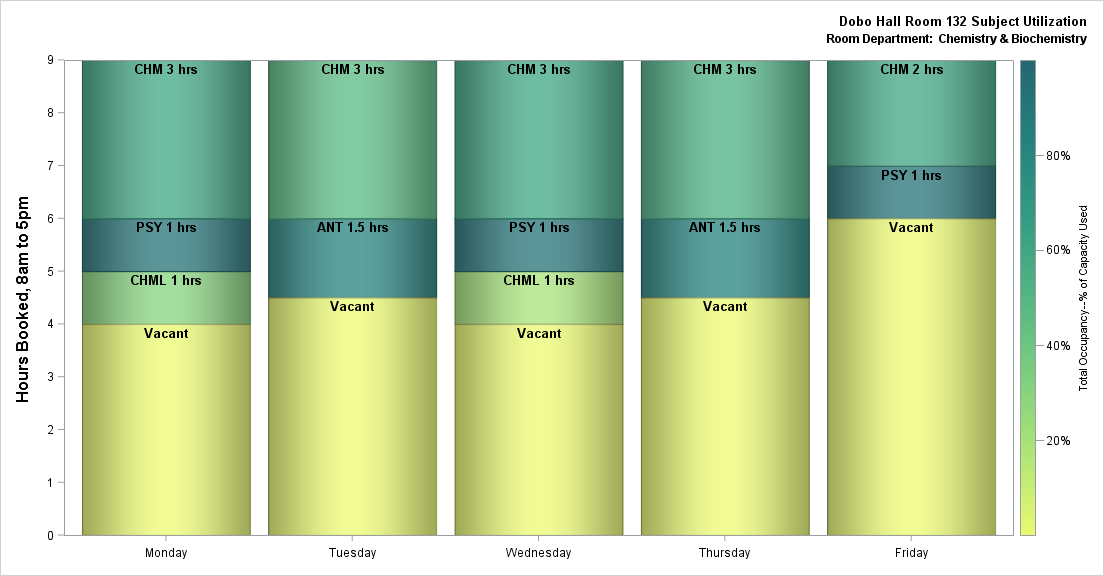 Dobo Hall Room 132 Subject Utilization
Room Department: Chemistry & Biochemistry
Hours Booked, 8am to 5pm
9
8
7
6
5
4
3
2
1
0
CHM 3 hrs
PSY 1 hrs
CHML 1 hrs
Vacant
CHM 3 hrs
ANT 1.5 hrs
Vacant
CHM 3 hrs
PSY 1 hrs
CHML 1 hrs
Vacant
CHM 3 hrs
ANT 1.5 hrs
Vacant
CHM 2 hrs
PSY 1 hrs
Vacant
Monday
Tuesday
Wednesday
Thursday
Friday
80%
60%
40%
20%
Total Occupancy--% of Capacity Used